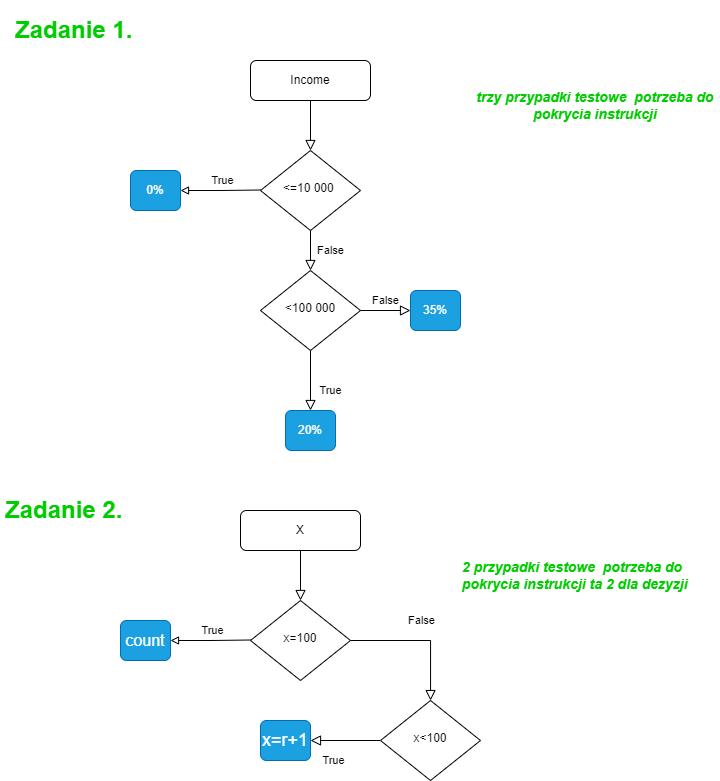 Zadanie 1.
Income
trzy przypadki testowe potrzeba do
pokrycia instrukcji
<=10 000
True
0%
False
<100 000
False
35%
True
20%
Zadanie 2.
X
2 przypadki testowe potrzeba do
pokrycia instrukcji ta 2 dla dezyzji
x=100
True
count
False
x<100
True
x=r+1